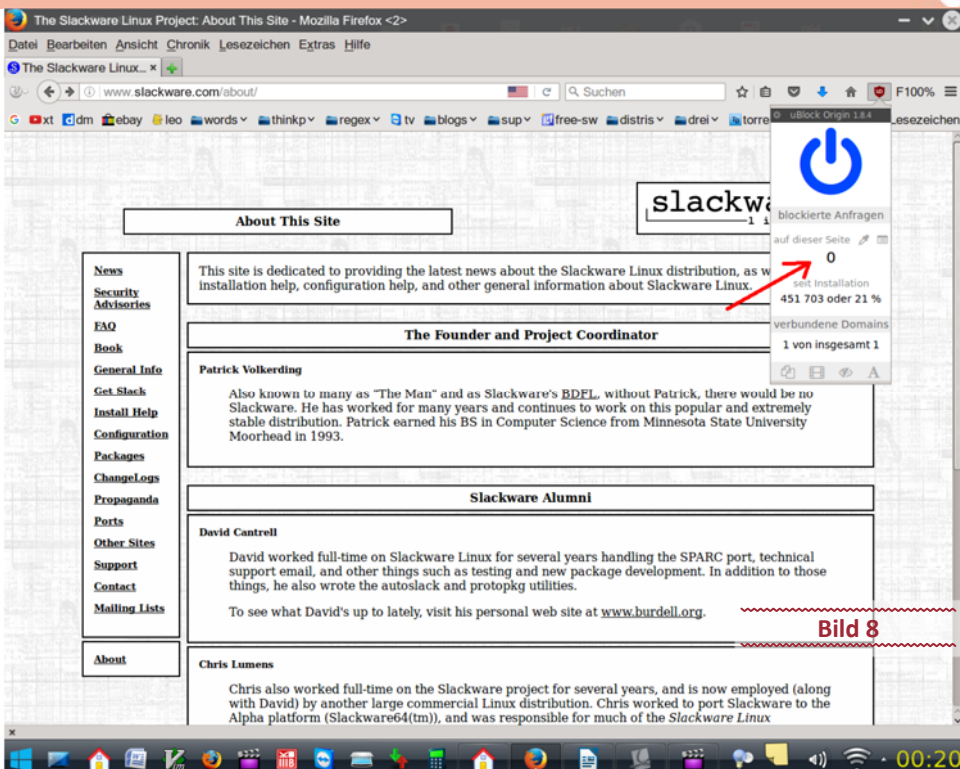 The Slackware Linux Project: About This Site - Mozilla Firefox <2>
Datei Bearbeiten Ansicht Chronik Lesezeichen Extras Hilfe
The Slackware Linux...
www.slackware.com/about/
Suchen
F100%
G xt dm ebay leo words thinkp regex tv blogs sup free-sw distris drei torre Lesezeichen
uBlock Origin 1.8.4
blockierte Anfragen
auf dieser Seite
0
seit Installation
451 703 oder 21 %
verbundene Domains
1 von insgesamt 1
A
slackwa
About This Site
News
Security
Advisories
FAQ
Book
General Info
Get Slack
Install Help
Configuration
Packages
ChangeLogs
Propaganda
Ports
Other Sites
Support
Contact
Mailing Lists
About
This site is dedicated to providing the latest news about the Slackware Linux distribution, as w
installation help, configuration help, and other general information about Slackware Linux.
The Founder and Project Coordinator
Patrick Volkerding
Also known to many as "The Man" and as Slackware's BDFL, without Patrick, there would be no
Slackware. He has worked for many years and continues to work on this popular and extremely
stable distribution. Patrick earned his BS in Computer Science from Minnesota State University
Moorhead in 1993.
Slackware Alumni
David Cantrell
David worked full-time on Slackware Linux for several years handling the SPARC port, technical
support email, and other things such as testing and new package development. In addition to those
things, he also wrote the autoslack and protopkg utilities.
To see what David's up to lately, visit his personal web site at www.burdell.org.
Bild 8
Chris Lumens
Chris also worked full-time on the Slackware project for several years, and is now employed (along
with David) by another large commercial Linux distribution. Chris worked to port Slackware to the
Alpha platform (Slackware64(tm)), and was responsible for much of the Slackware Linux
00:20